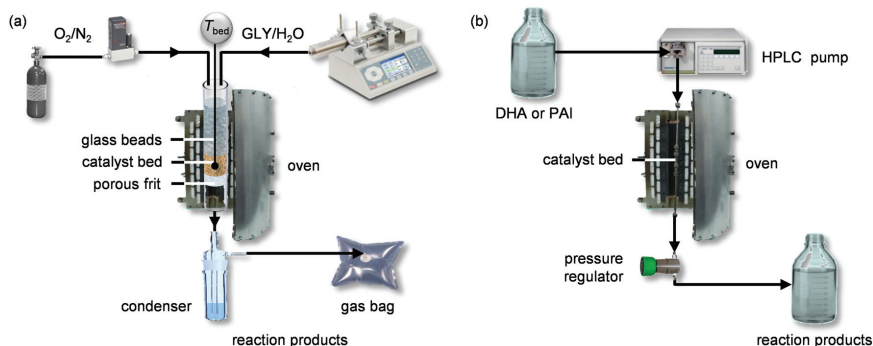 (a)
O2/N2
Tbed
GLY/H2O
glass beads
catalyst bed
porous frit
oven
condenser
gas bag
reaction products
(b)
HPLC pump
DHA or PAl
catalyst bed
oven
pressure
regulator
reaction products